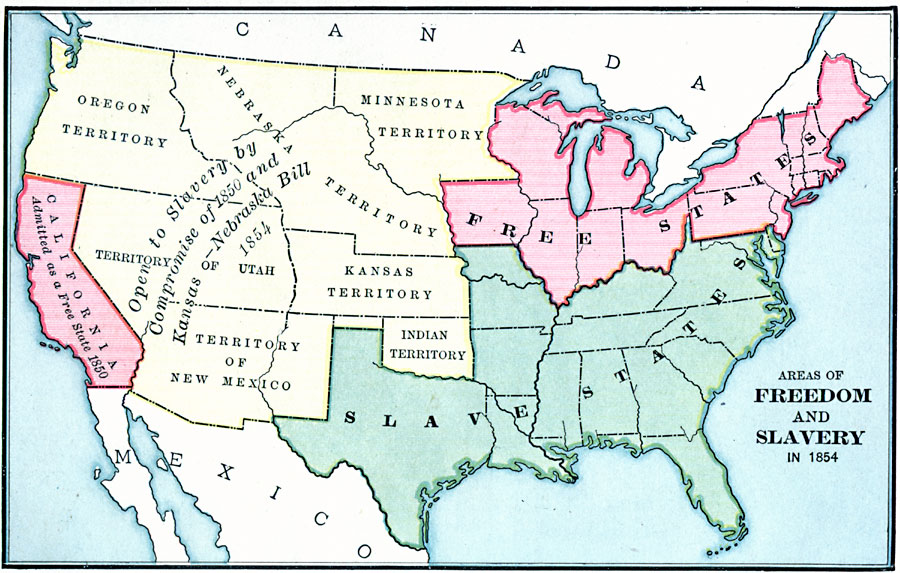 CANADA
OREGON
TERRITORY
NEBRASKA
TERRITORY
MINNESOTA
TERRITORY
Open to Slavery by
Compromise of 1850 and
Kansas–Nebraska Bill
1854
CALIFORNIA
Admitted as a Free State 1850
TERRITORY OF UTAH
KANSAS
TERRITORY
TERRITORY
OF
NEW MEXICO
INDIAN
TERRITORY
FREE STATES
SLAVE STATES
MEXICO
AREAS OF
FREEDOM
AND
SLAVERY
IN 1854